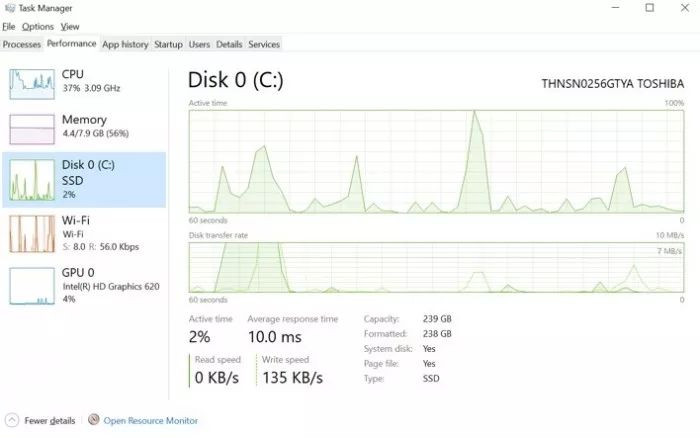 Task Manager
File Options View
Processes Performance App history Startup Users Details Services
CPU
37% 3.09 GHz
Memory
4.4/7.9 GB (56%)
Disk 0 (C:)
SSD
2%
Wi-Fi
Wi-Fi
S: 8.0 R: 56.0 Kbps
GPU 0
Intel(R) HD Graphics 620
4%
Disk 0 (C:)
THNSN0256GTYA TOSHIBA
Active time 100%
60 seconds 0
Disk transfer rate 10 MB/s
7 MB/s
60 seconds 0
Active time Average response time
2% 10.0 ms
Read speed Write speed
0 KB/s 135 KB/s
Capacity: 239 GB
Formatted: 238 GB
System disk: Yes
Page file: Yes
Type: SSD
Fewer details Open Resource Monitor